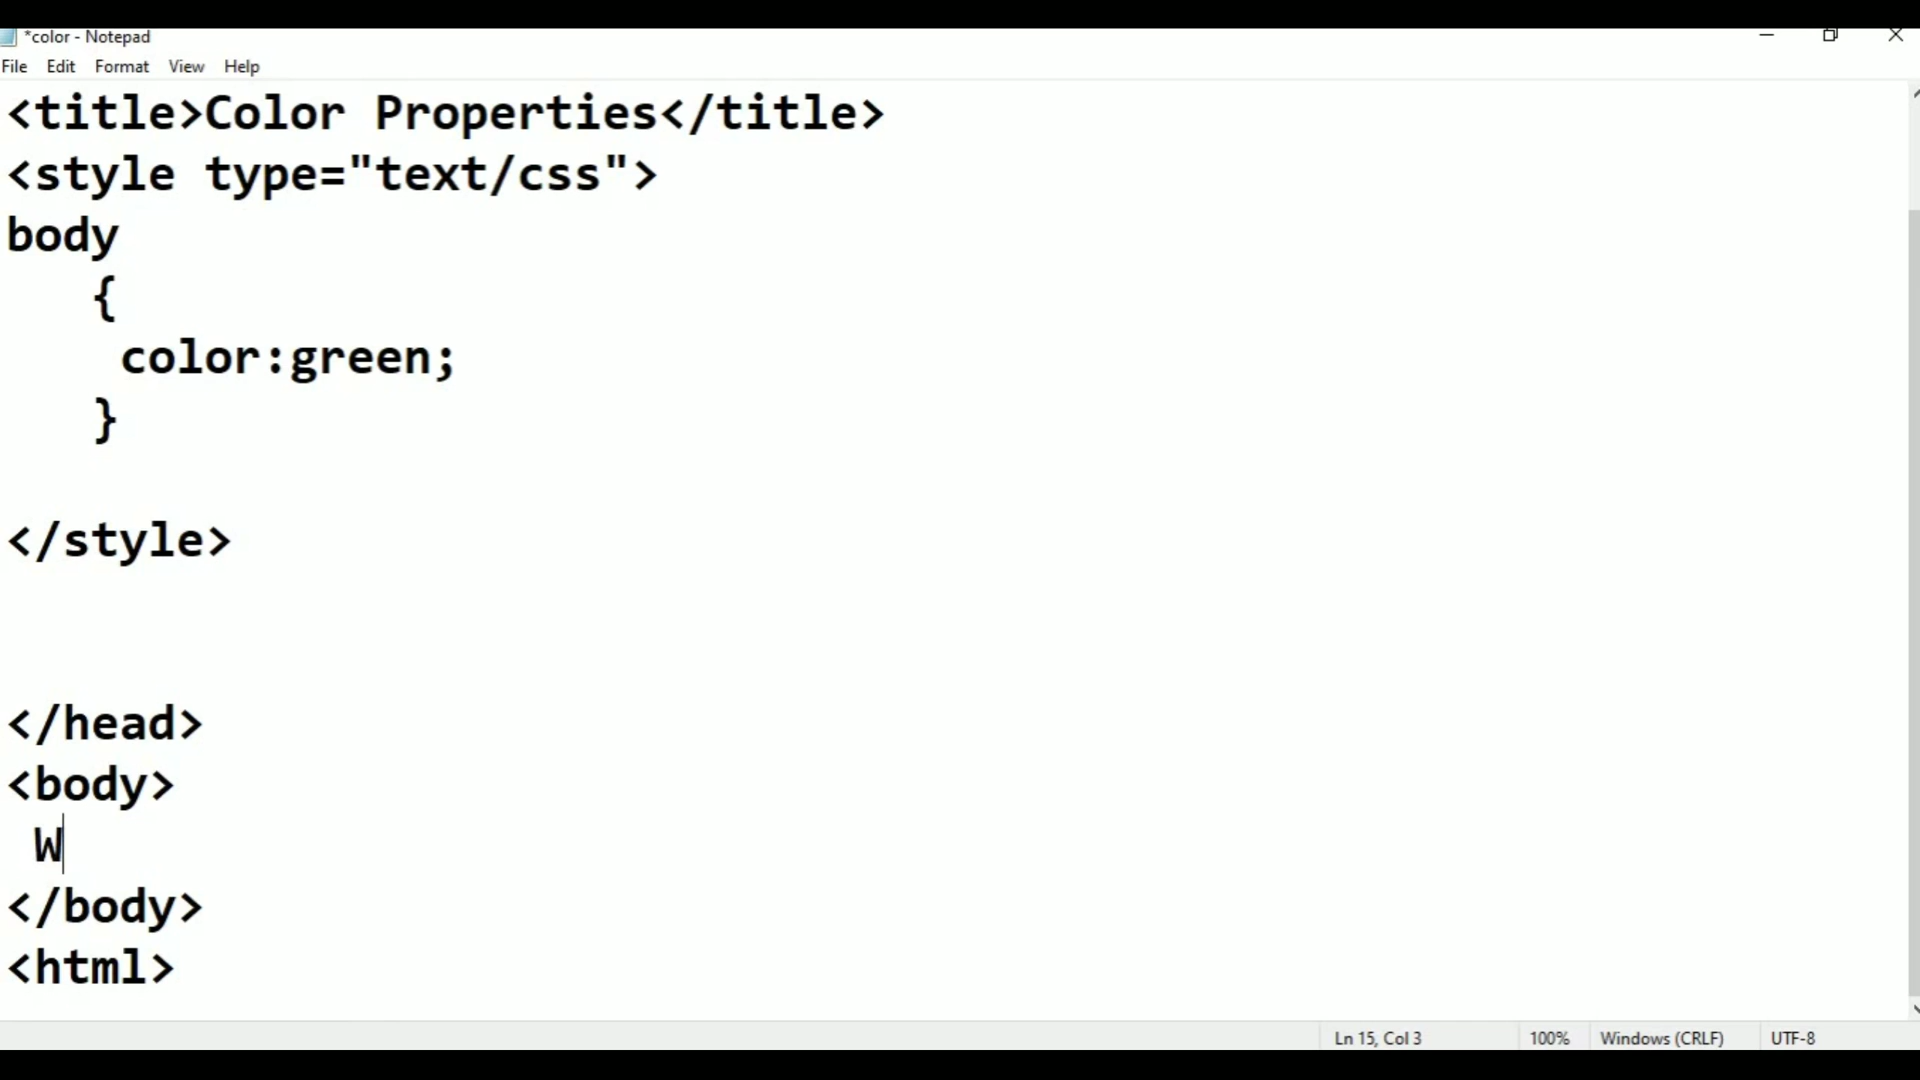 *color - Notepad
File Edit Format View Help
<title>Color Properties</title>
<style type="text/css">
body
{
color:green;
}
</style>
</head>
<body>
W
</body>
<html>
Ln 15, Col 3 100% Windows (CRLF) UTF-8